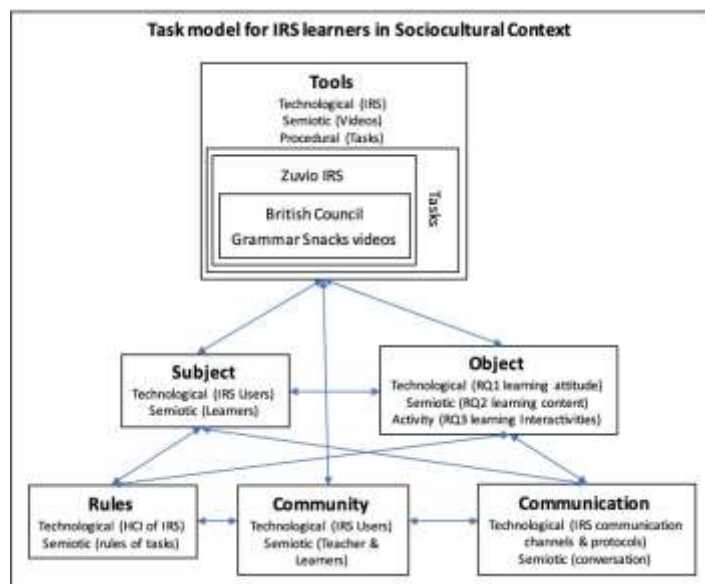 Task model for IRS learners in Sociocultural Context
Tools
Technological (IRS)
Semiotic (Videos)
Procedural (Tasks)
Zuvio IRS
British Council
Grammar Snacks videos
Tasks
Subject
Technological (IRS Users)
Semiotic (Learners)
Object
Technological (RQ1 learning attitude)
Semiotic (RQ2 learning content)
Activity (RQ3 learning Interactivities)
Rules
Technological (HCI of IRS)
Semiotic (rules of tasks)
Community
Technological (IRS Users)
Semiotic (Teacher &
Learners)
Communication
Technological (IRS communication
channels & protocols)
Semiotic (conversation)